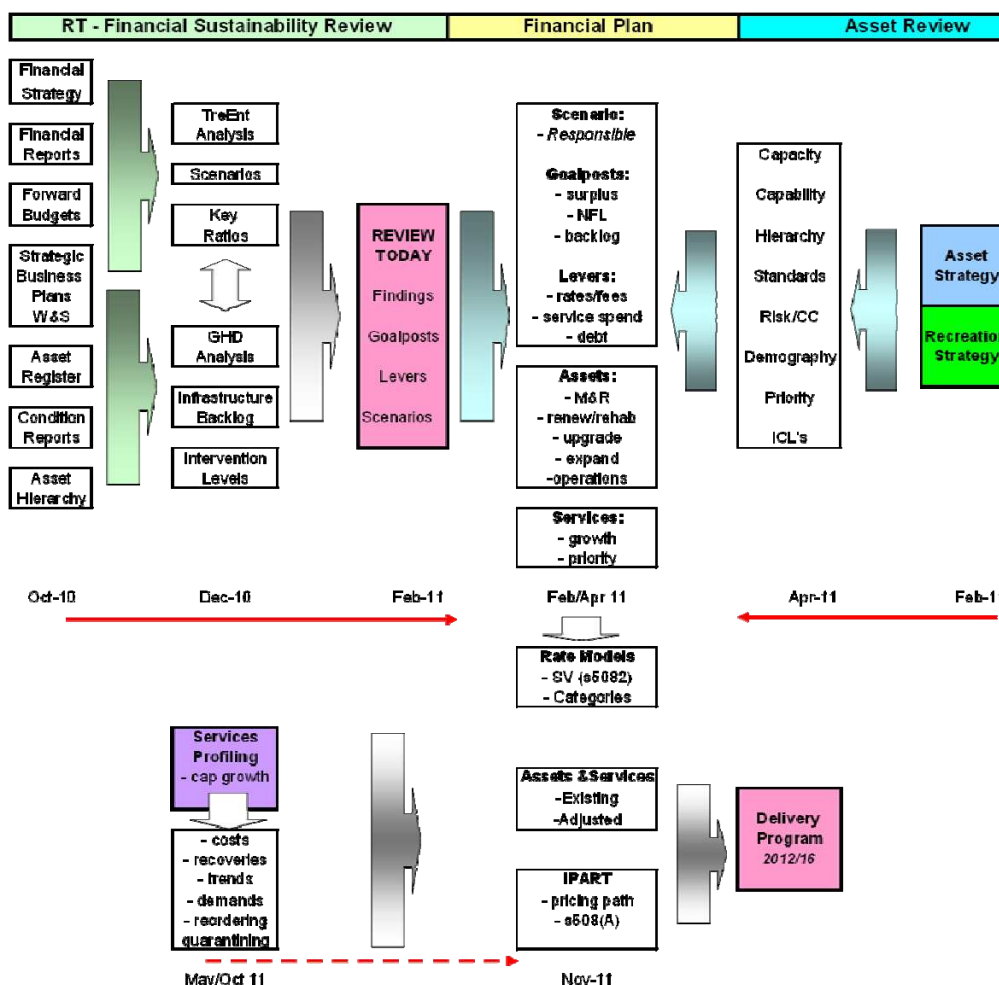 RT - Financial Sustainability Review
Financial Plan
Asset Review
Financial
Strategy
Financial
Reports
Forward
Budgets
Strategic
Business
Plans
W&S
Asset
Register
Condition
Reports
Asset
Hierarchy
TreEnt
Analysis
Scenarios
Key
Ratios
GHD
Analysis
Infrastructure
Backlog
Intervention
Levels
REVIEW
TODAY
Findings
Goalposts
Levers
Scenarios
Scenario:
- Responsible
Goalposts:
- surplus
- NFL
- backlog
Levers:
- rates/fees
- service spend
- debt
Assets:
- M&R
- renew/rehab
- upgrade
- expand
-operations
Services:
- growth
- priority
Capacity
Capability
Hierarchy
Standards
Risk/CC
Demography
Priority
ICL's
Asset
Strategy
Recreation
Strategy
Oct-10
Dec-10
Feb-11
Feb/Apr 11
Apr-11
Feb-1
Rate Models
- SV (s5082)
- Categories
Services
Profiling
- cap growth
- costs
- recoveries
- trends
- demands
- reordering
quarantining
Assets &Services
-Existing
-Adjusted
IPART
- pricing path
- s508(A)
Delivery
Program
2012/16
May/Oct 11
Nov-11